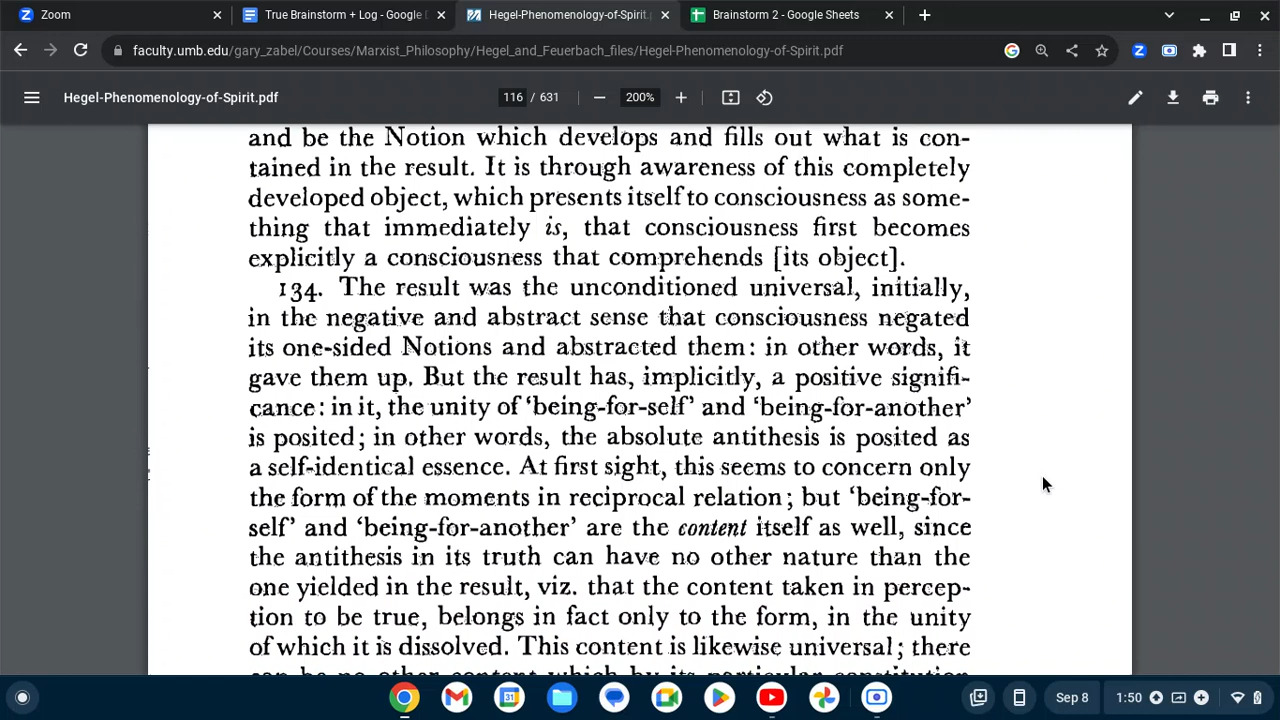 Zoom
True Brainstorm + Log - Google D
Hegel-Phenomenology-of-Spirit.p
Brainstorm 2 - Google Sheets
faculty.umb.edu/gary_zabel/Courses/Marxist_Philosophy/Hegel_and_Feuerbach_files/Hegel-Phenomenology-of-Spirit.pdf
Hegel-Phenomenology-of-Spirit.pdf
116 / 631
200%
and be the Notion which develops and fills out what is con-
tained in the result. It is through awareness of this completely
developed object, which presents itself to consciousness as some-
thing that immediately is, that consciousness first becomes
explicitly a consciousness that comprehends [its object].
134. The result was the unconditioned universal, initially,
in the negative and abstract sense that consciousness negated
its one-sided Notions and abstracted them: in other words, it
gave them up. But the result has, implicitly, a positive signifi-
cance: in it, the unity of 'being-for-self' and 'being-for-another'
is posited; in other words, the absolute antithesis is posited as
a self-identical essence. At first sight, this seems to concern only
the form of the moments in reciprocal relation; but 'being-for-
self' and 'being-for-another' are the content itself as well, since
the antithesis in its truth can have no other nature than the
one yielded in the result, viz. that the content taken in percep-
tion to be true, belongs in fact only to the form, in the unity
of which it is dissolved. This content is likewise universal; there
can be no other content which by its particular constitution
Sep 8
1:50